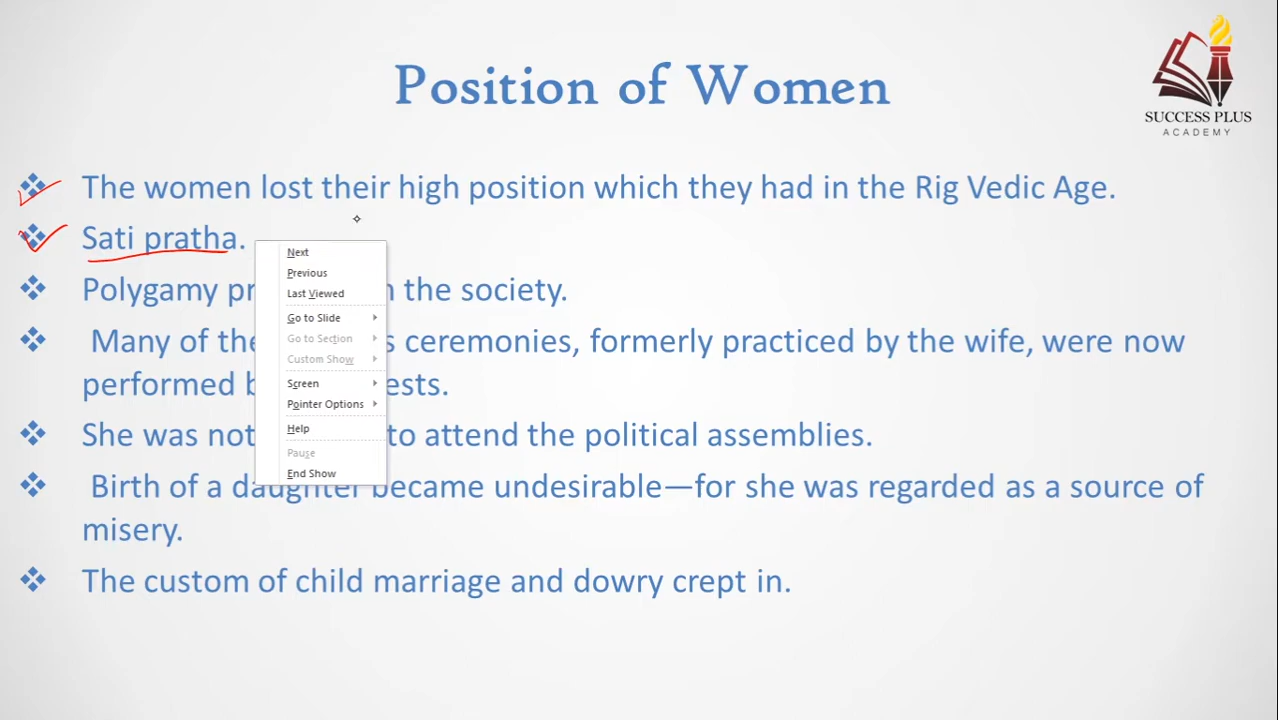 Position of Women
SUCCESS PLUS
ACADEMY
The women lost their high position which they had in the Rig Vedic Age.
Sati pratha.
Polygamy pr n the society.
Many of the s ceremonies, formerly practiced by the wife, were now
performed b ests.
She was not to attend the political assemblies.
Birth of a daughter became undesirable—for she was regarded as a source of
misery.
The custom of child marriage and dowry crept in.
Next
Previous
Last Viewed
Go to Slide
Go to Section
Custom Show
Screen
Pointer Options
Help
Pause
End Show